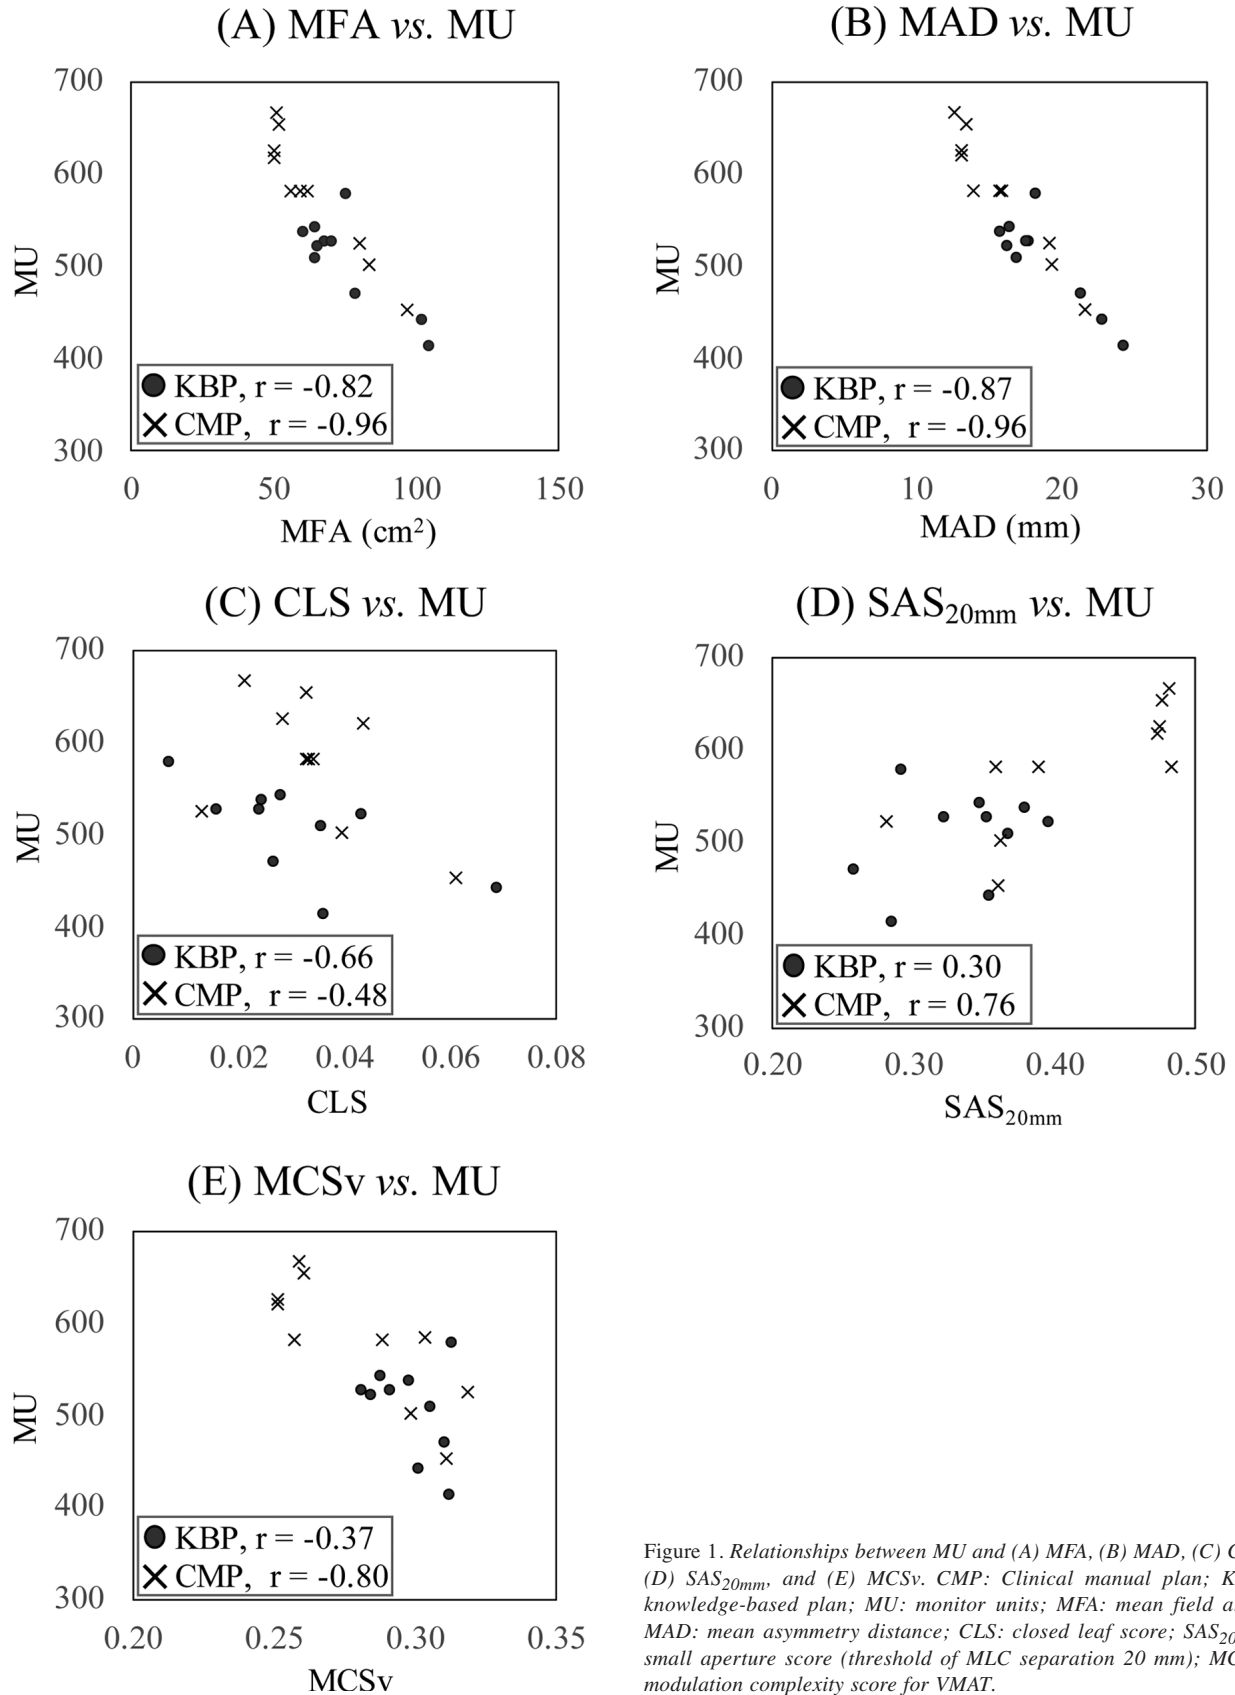 (A) MFA vs. MU
700
600
500
400
300
MU
KBP, r = -0.82
CMP, r = -0.96
0 50 100 150
MFA (cm²)
(B) MAD vs. MU
700
600
500
400
300
MU
KBP, r = -0.87
CMP, r = -0.96
0 10 20 30
MAD (mm)
(C) CLS vs. MU
700
600
500
400
300
MU
KBP, r = -0.66
CMP, r = -0.48
0 0.02 0.04 0.06 0.08
CLS
(D) SAS20mm vs. MU
700
600
500
400
300
MU
KBP, r = 0.30
CMP, r = 0.76
0.20 0.30 0.40 0.50
SAS20mm
(E) MCSv vs. MU
700
600
500
400
300
MU
KBP, r = -0.37
CMP, r = -0.80
0.20 0.25 0.30 0.35
MCSv
Figure 1. Relationships between MU and (A) MFA, (B) MAD, (C)
(D) SAS20mm, and (E) MCSv. CMP: Clinical manual plan;
knowledge-based plan; MU: monitor units; MFA: mean field
MAD: mean asymmetry distance; CLS: closed leaf score;
small aperture score (threshold of MLC separation 20 mm);
modulation complexity score for VMAT.